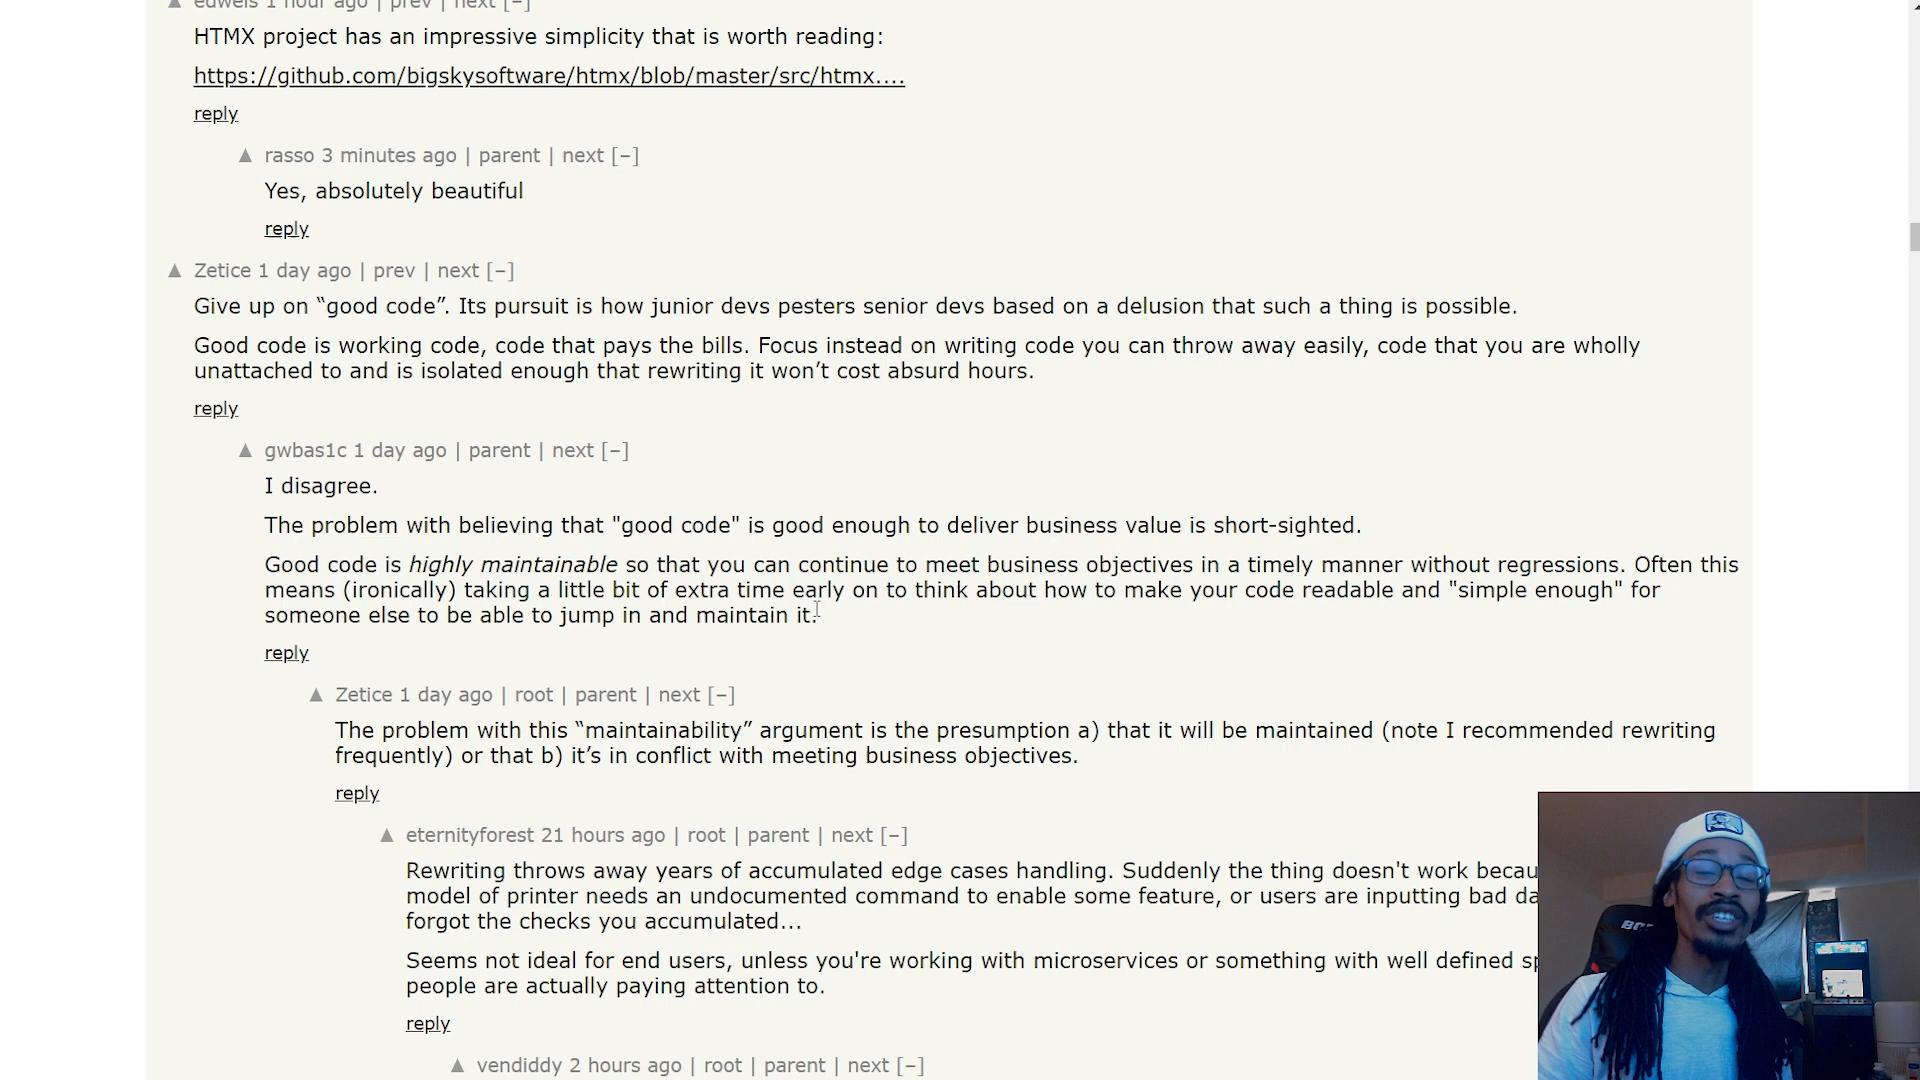 ▲ edweis 1 hour ago | prev | next [–]
HTMX project has an impressive simplicity that is worth reading:
https://github.com/bigskysoftware/htmx/blob/master/src/htmx....
reply
▲ rasso 3 minutes ago | parent | next [–]
Yes, absolutely beautiful
reply
▲ Zetice 1 day ago | prev | next [–]
Give up on “good code”. Its pursuit is how junior devs pesters senior devs based on a delusion that such a thing is possible.
Good code is working code, code that pays the bills. Focus instead on writing code you can throw away easily, code that you are wholly
unattached to and is isolated enough that rewriting it won’t cost absurd hours.
reply
▲ gwbas1c 1 day ago | parent | next [–]
I disagree.
The problem with believing that "good code" is good enough to deliver business value is short-sighted.
Good code is highly maintainable so that you can continue to meet business objectives in a timely manner without regressions. Often this
means (ironically) taking a little bit of extra time early on to think about how to make your code readable and "simple enough" for
someone else to be able to jump in and maintain it.
reply
▲ Zetice 1 day ago | root | parent | next [–]
The problem with this “maintainability” argument is the presumption a) that it will be maintained (note I recommended rewriting
frequently) or that b) it’s in conflict with meeting business objectives.
reply
▲ eternityforest 21 hours ago | root | parent | next [–]
Rewriting throws away years of accumulated edge cases handling. Suddenly the thing doesn't work becau
model of printer needs an undocumented command to enable some feature, or users are inputting bad da
forgot the checks you accumulated...
Seems not ideal for end users, unless you're working with microservices or something with well defined sp
people are actually paying attention to.
reply
▲ vendiddy 2 hours ago | root | parent | next [–]